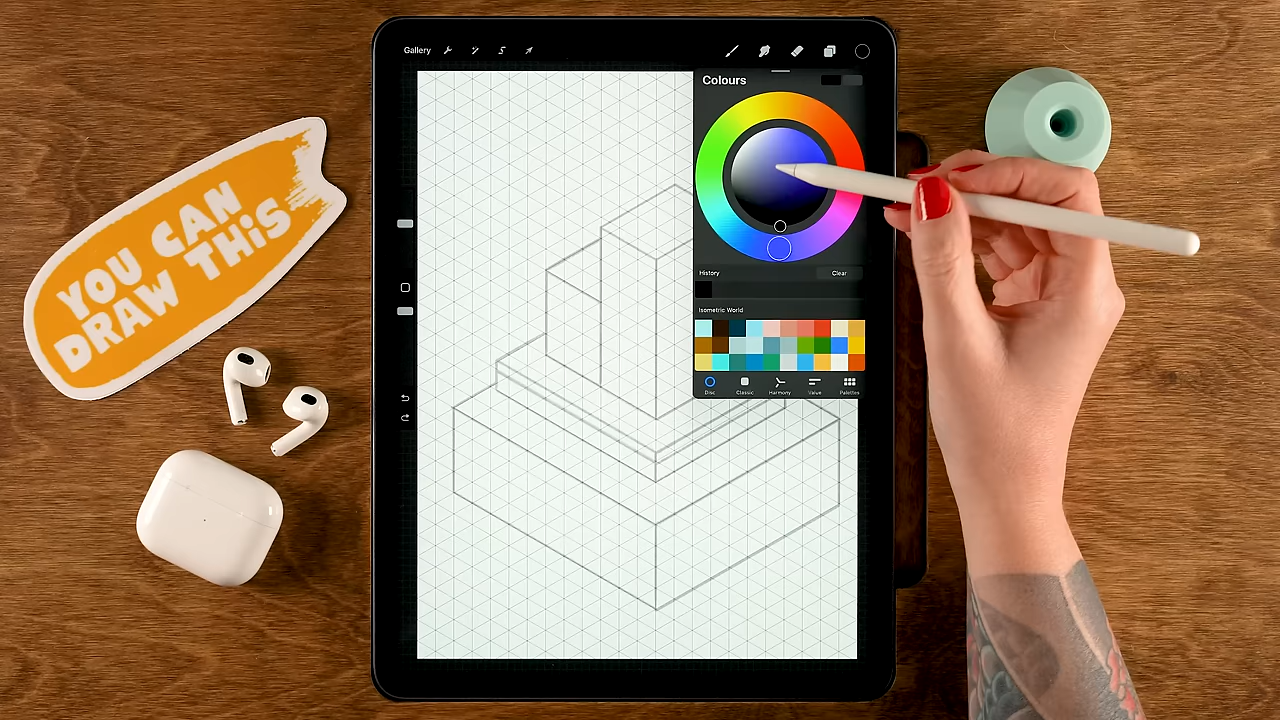 Gallery
Colours
YOU CAN
DRAW THiS
History
Clear
Isometric World
Disc
Classic
Harmony
Value
Palettes